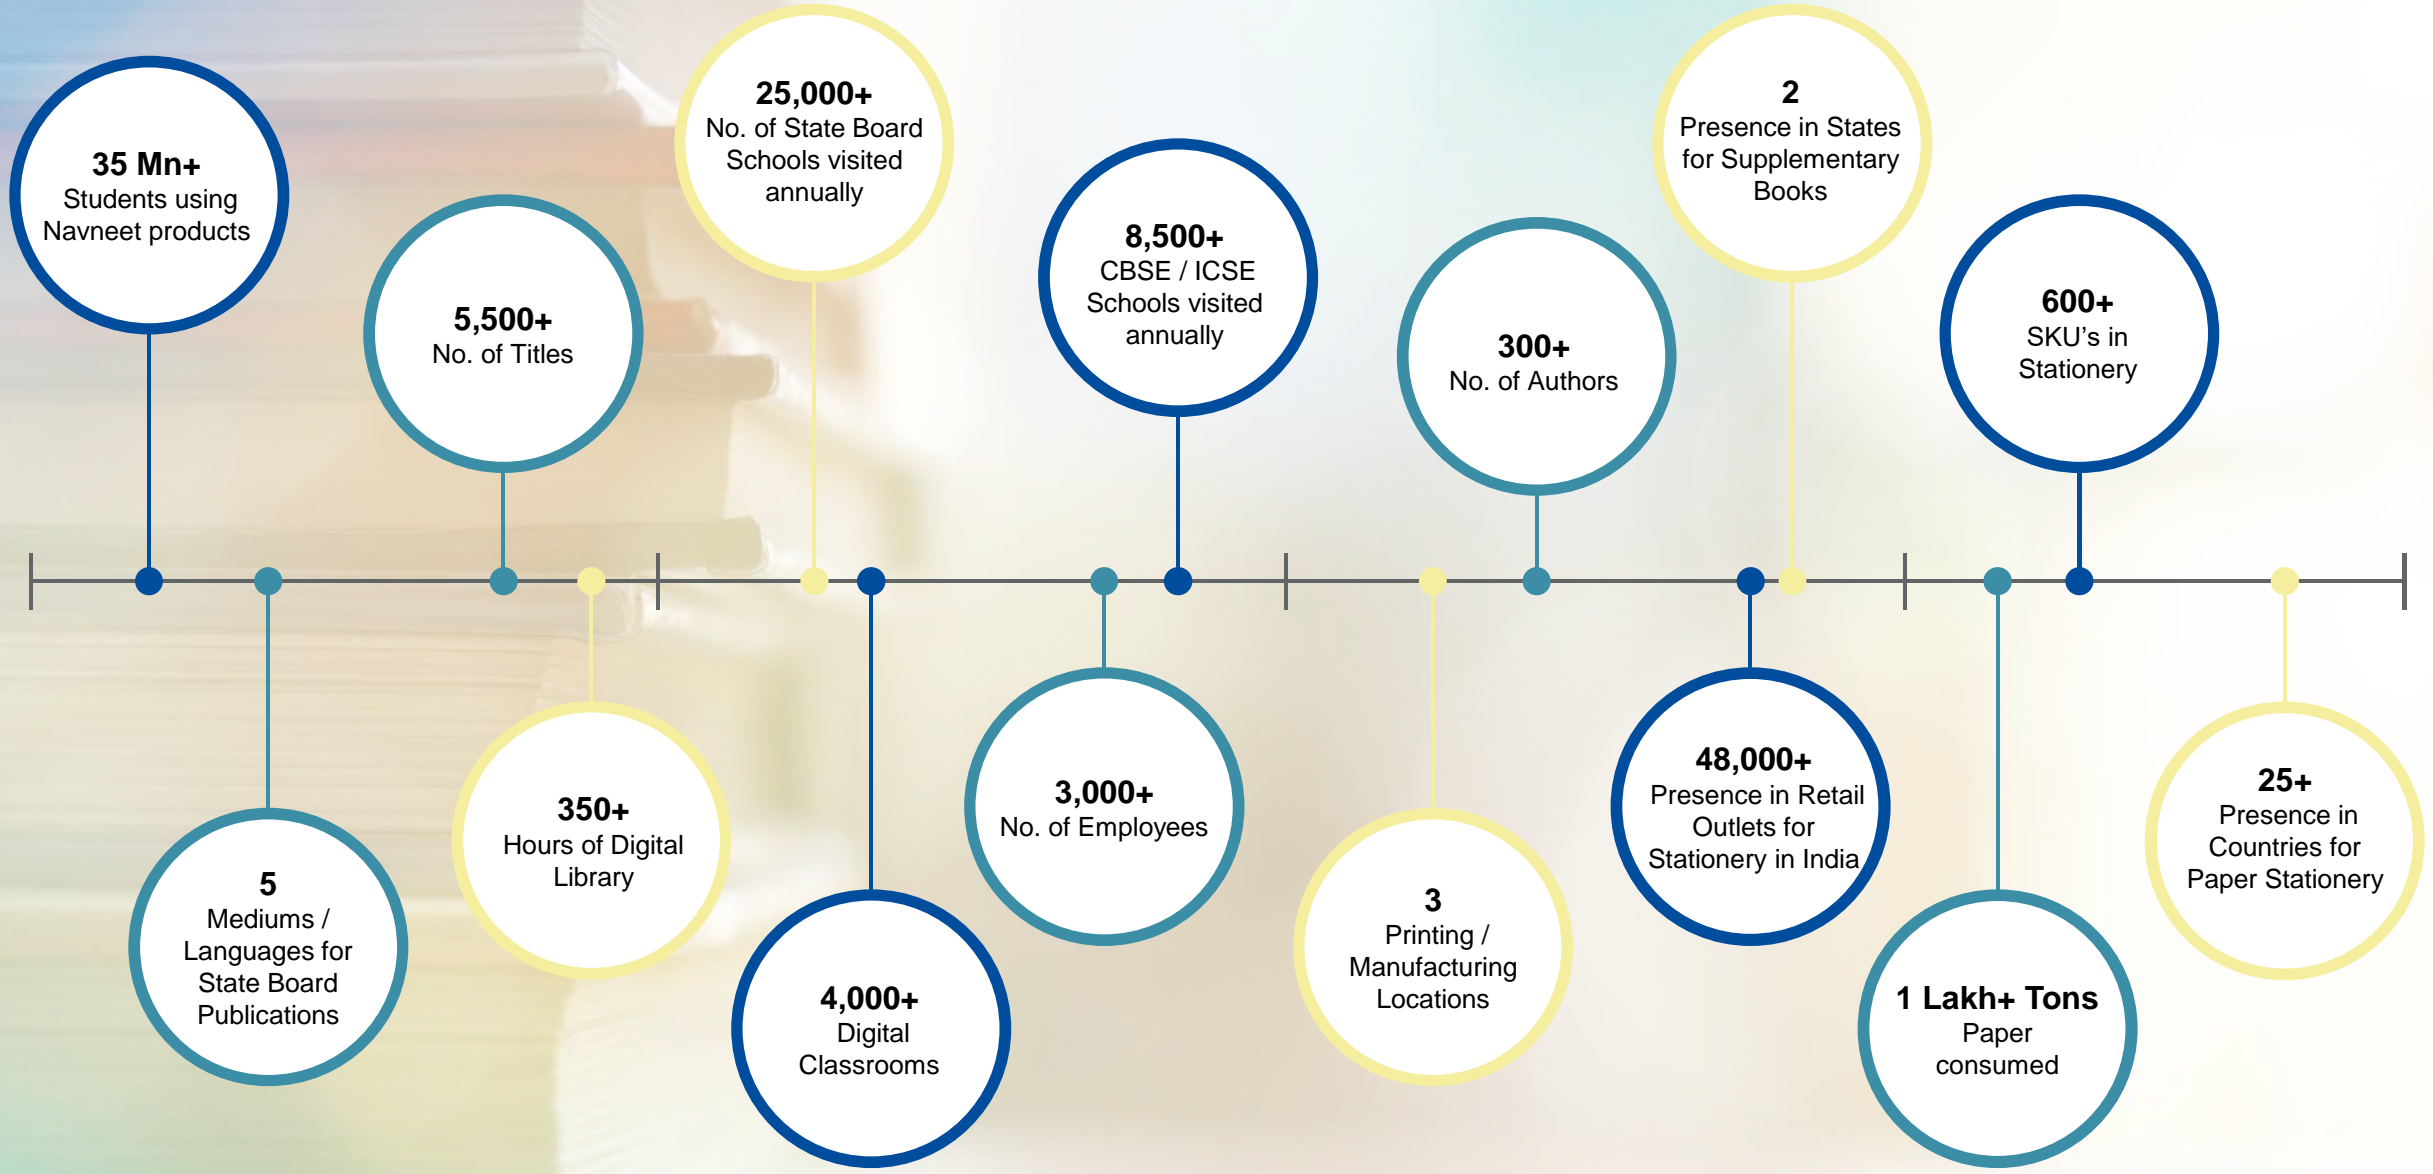 35 Mn+
Students using
Navneet products
5
Mediums /
Languages for
State Board
Publications
5,500+
No. of Titles
350+
Hours of Digital
Library
25,000+
No. of State Board
Schools visited
annually
4,000+
Digital
Classrooms
3,000+
No. of Employees
8,500+
CBSE / ICSE
Schools visited
annually
3
Printing /
Manufacturing
Locations
300+
No. of Authors
48,000+
Presence in Retail
Outlets for
Stationery in India
2
Presence in States
for Supplementary
Books
1 Lakh+ Tons
Paper
consumed
600+
SKU's in
Stationery
25+
Presence in
Countries for
Paper Stationery